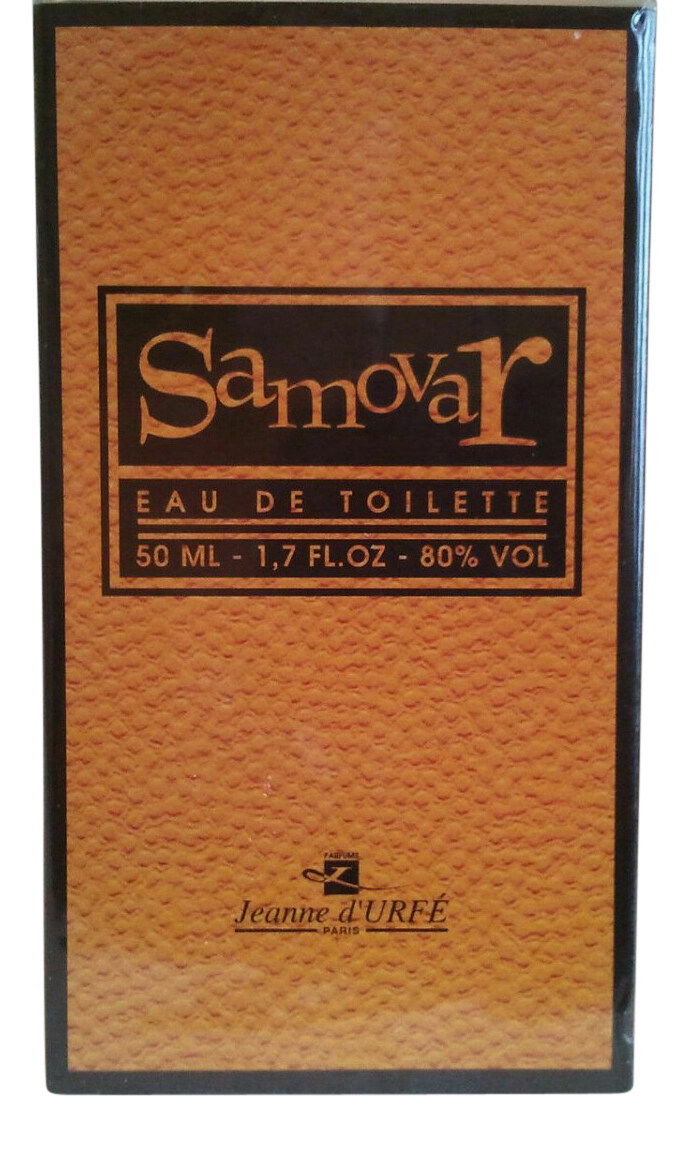 Samovar
EAU DE TOILETTE
50 ML - 1,7 FL.OZ - 80% VOL
PARFUMS
Jeanne d'URFÉ
PARIS